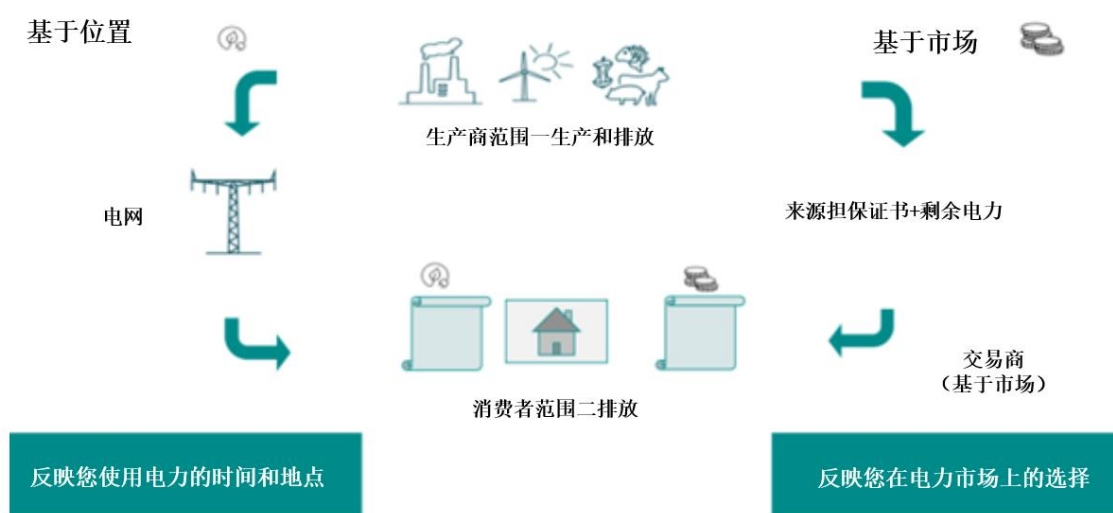 基于位置
基于市场
生产商范围一生产和排放
电网
来源担保证书+剩余电力
交易商
（基于市场）
消费者范围二排放
反映您使用电力的时间和地点
反映您在电力市场上的选择